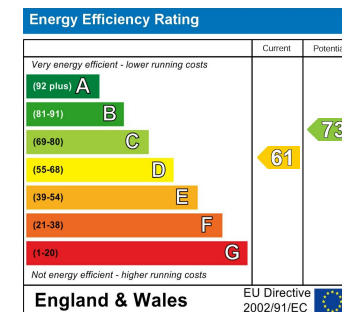 Energy Efficiency Rating
Current Potentia
Very energy efficient - lower running costs
(92 plus) A
(81-91) B
(69-80) C
(55-68) D
(39-54) E
(21-38) F
(1-20) G
61
73
Not energy efficient - higher running costs
England & Wales
EU Directive
2002/91/EC